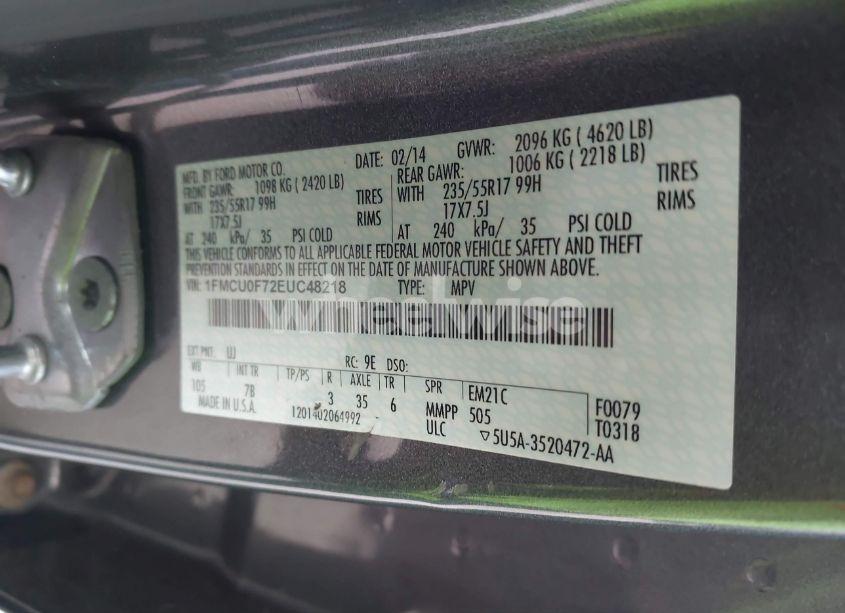 MFD. BY FORD MOTOR CO.
DATE: 02/14 GVWR: 2096 KG ( 4620 LB)
FRONT GAWR: 1098 KG ( 2420 LB) REAR GAWR: 1006 KG ( 2218 LB)
WITH 235/55R17 99H TIRES WITH 235/55R17 99H TIRES
17X7.5J RIMS 17X7.5J RIMS
AT 240 kPa/ 35 PSI COLD AT 240 kPa/ 35 PSI COLD
THIS VEHICLE CONFORMS TO ALL APPLICABLE FEDERAL MOTOR VEHICLE SAFETY AND THEFT
PREVENTION STANDARDS IN EFFECT ON THE DATE OF MANUFACTURE SHOWN ABOVE.
VIN: 1FMCU0F72EUC48218 TYPE: MPV
wheelwise
EXT PNT: UJ RC: 9E DSO:
WB INT TR TP/PS R AXLE TR SPR EM21C
105 7B 3 35 6 MMPP 505 F0079
MADE IN U.S.A. 1201402064992 ULC ▽5U5A-3520472-AA T0318